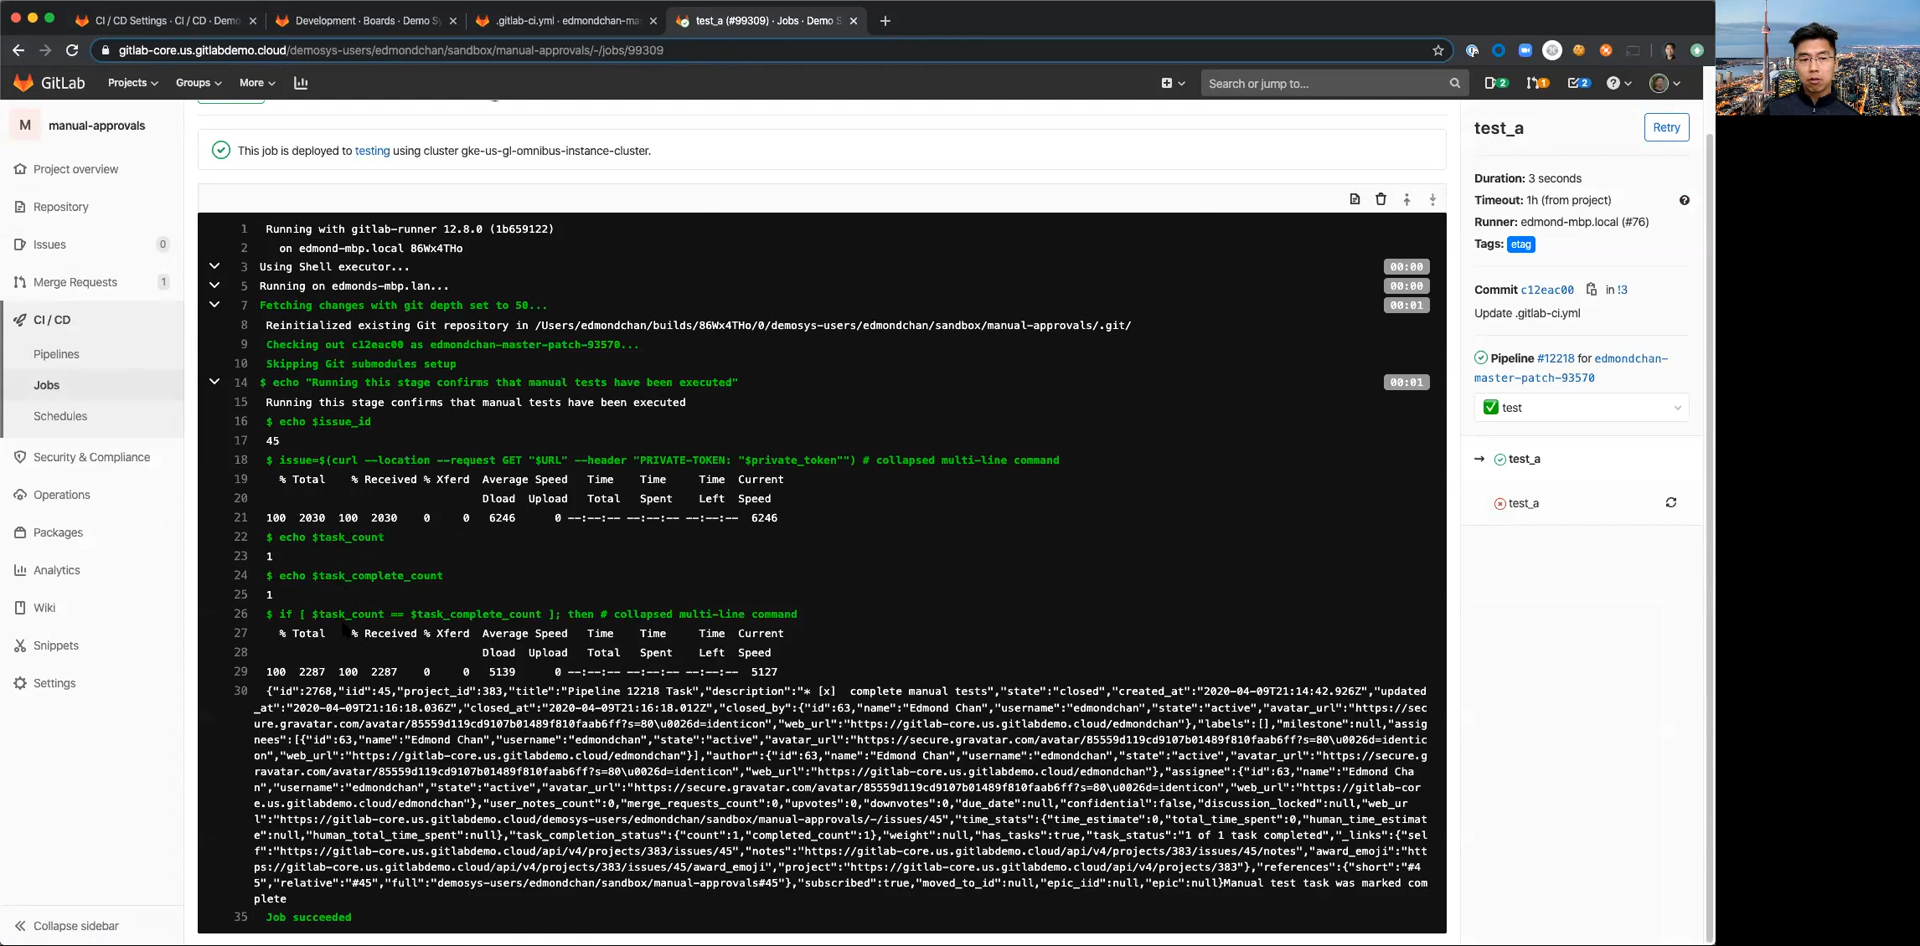 CI / CD Settings · CI / CD · Demo
Development · Boards · Demo Sy
.gitlab-ci.yml · edmondchan-ma
test_a (#99309) · Jobs · Demo S
gitlab-core.us.gitlabdemo.cloud/demosys-users/edmondchan/sandbox/manual-approvals/-/jobs/99309
GitLab
Projects
Groups
More
Search or jump to...
2
1
2
M
manual-approvals
Project overview
Repository
Issues
0
Merge Requests
1
CI / CD
Pipelines
Jobs
Schedules
Security & Compliance
Operations
Packages
Analytics
Wiki
Snippets
Settings
Collapse sidebar
This job is deployed to testing using cluster gke-us-gl-omnibus-instance-cluster.
1 Running with gitlab-runner 12.8.0 (1b659122)
2 on edmond-mbp.local 86Wx4THo
3 Using Shell executor... 00:00
5 Running on edmonds-mbp.lan... 00:00
7 Fetching changes with git depth set to 50... 00:01
8 Reinitialized existing Git repository in /Users/edmondchan/builds/86Wx4THo/0/demosys-users/edmondchan/sandbox/manual-approvals/.git/
9 Checking out c12eac00 as edmondchan-master-patch-93570...
10 Skipping Git submodules setup
14 $ echo "Running this stage confirms that manual tests have been executed" 00:01
15 Running this stage confirms that manual tests have been executed
16 $ echo $issue_id
17 45
18 $ issue=$(curl --location --request GET "$URL" --header "PRIVATE-TOKEN: "$private_token"") # collapsed multi-line command
19 % Total % Received % Xferd Average Speed Time Time Time Current
20 Dload Upload Total Spent Left Speed
21 100 2030 100 2030 0 0 6246 0 --:--:-- --:--:-- --:--:-- 6246
22 $ echo $task_count
23 1
24 $ echo $task_complete_count
25 1
26 $ if [ $task_count == $task_complete_count ]; then # collapsed multi-line command
27 % Total % Received % Xferd Average Speed Time Time Time Current
28 Dload Upload Total Spent Left Speed
29 100 2287 100 2287 0 0 5139 0 --:--:-- --:--:-- --:--:-- 5127
30 {"id":2768,"iid":45,"project_id":383,"title":"Pipeline 12218 Task","description":"* [x]  complete manual tests","state":"closed","created_at":"2020-04-09T21:14:42.926Z","updated
_at":"2020-04-09T21:16:18.036Z","closed_at":"2020-04-09T21:16:18.012Z","closed_by":{"id":63,"name":"Edmond Chan","username":"edmondchan","state":"active","avatar_url":"https://sec
ure.gravatar.com/avatar/85559d119cd9107b01489f810faab6ff?s=80\u0026d=identicon","web_url":"https://gitlab-core.us.gitlabdemo.cloud/edmondchan"},"labels":[],"milestone":null,"assig
nees":[{"id":63,"name":"Edmond Chan","username":"edmondchan","state":"active","avatar_url":"https://secure.gravatar.com/avatar/85559d119cd9107b01489f810faab6ff?s=80\u0026d=identic
on","web_url":"https://gitlab-core.us.gitlabdemo.cloud/edmondchan"}],"author":{"id":63,"name":"Edmond Chan","username":"edmondchan","state":"active","avatar_url":"https://secure.g
ravatar.com/avatar/85559d119cd9107b01489f810faab6ff?s=80\u0026d=identicon","web_url":"https://gitlab-core.us.gitlabdemo.cloud/edmondchan"},"assignee":{"id":63,"name":"Edmond Cha
n","username":"edmondchan","state":"active","avatar_url":"https://secure.gravatar.com/avatar/85559d119cd9107b01489f810faab6ff?s=80\u0026d=identicon","web_url":"https://gitlab-cor
e.us.gitlabdemo.cloud/edmondchan"},"user_notes_count":0,"merge_requests_count":0,"upvotes":0,"downvotes":0,"due_date":null,"confidential":false,"discussion_locked":null,"web_ur
l":"https://gitlab-core.us.gitlabdemo.cloud/demosys-users/edmondchan/sandbox/manual-approvals/-/issues/45","time_stats":{"time_estimate":0,"total_time_spent":0,"human_time_estimat
e":null,"human_total_time_spent":null},"task_completion_status":{"count":1,"completed_count":1},"weight":null,"has_tasks":true,"task_status":"1 of 1 task completed","_links":{"sel
f":"https://gitlab-core.us.gitlabdemo.cloud/api/v4/projects/383/issues/45","notes":"https://gitlab-core.us.gitlabdemo.cloud/api/v4/projects/383/issues/45/notes","award_emoji":"htt
ps://gitlab-core.us.gitlabdemo.cloud/api/v4/projects/383/issues/45/award_emoji","project":"https://gitlab-core.us.gitlabdemo.cloud/api/v4/projects/383"},"references":{"short":"#4
5","relative":"#45","full":"demosys-users/edmondchan/sandbox/manual-approvals#45"},"subscribed":true,"moved_to_id":null,"epic_iid":null,"epic":null}Manual test task was marked com
plete
35 Job succeeded
test_a
Retry
Duration: 3 seconds
Timeout: 1h (from project)
Runner: edmond-mbp.local (#76)
Tags: etag
Commit c12eac00 in !3
Update .gitlab-ci.yml
Pipeline #12218 for edmondchan-
master-patch-93570
test
test_a
test_a